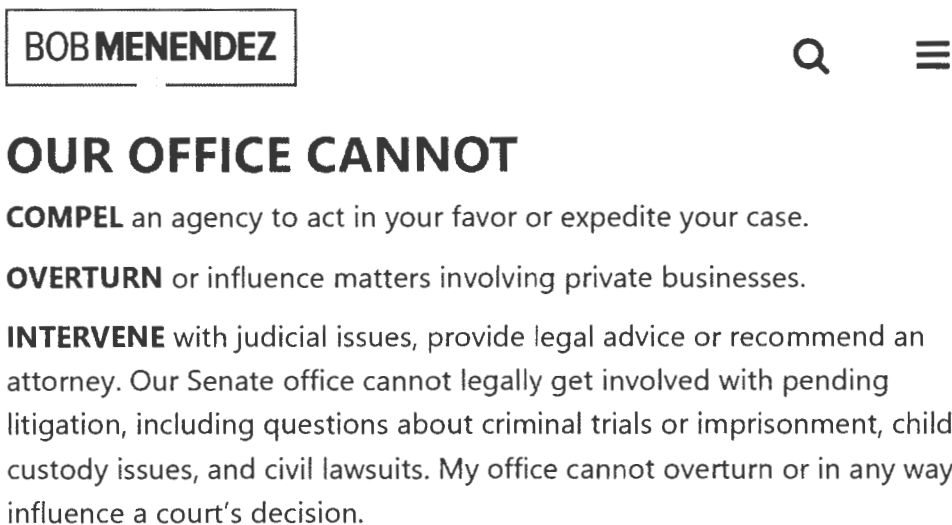 BOB MENENDEZ
OUR OFFICE CANNOT
COMPEL an agency to act in your favor or expedite your case.
OVERTURN or influence matters involving private businesses.
INTERVENE with judicial issues, provide legal advice or recommend an
attorney. Our Senate office cannot legally get involved with pending
litigation, including questions about criminal trials or imprisonment, child
custody issues, and civil lawsuits. My office cannot overturn or in any way
influence a court's decision.